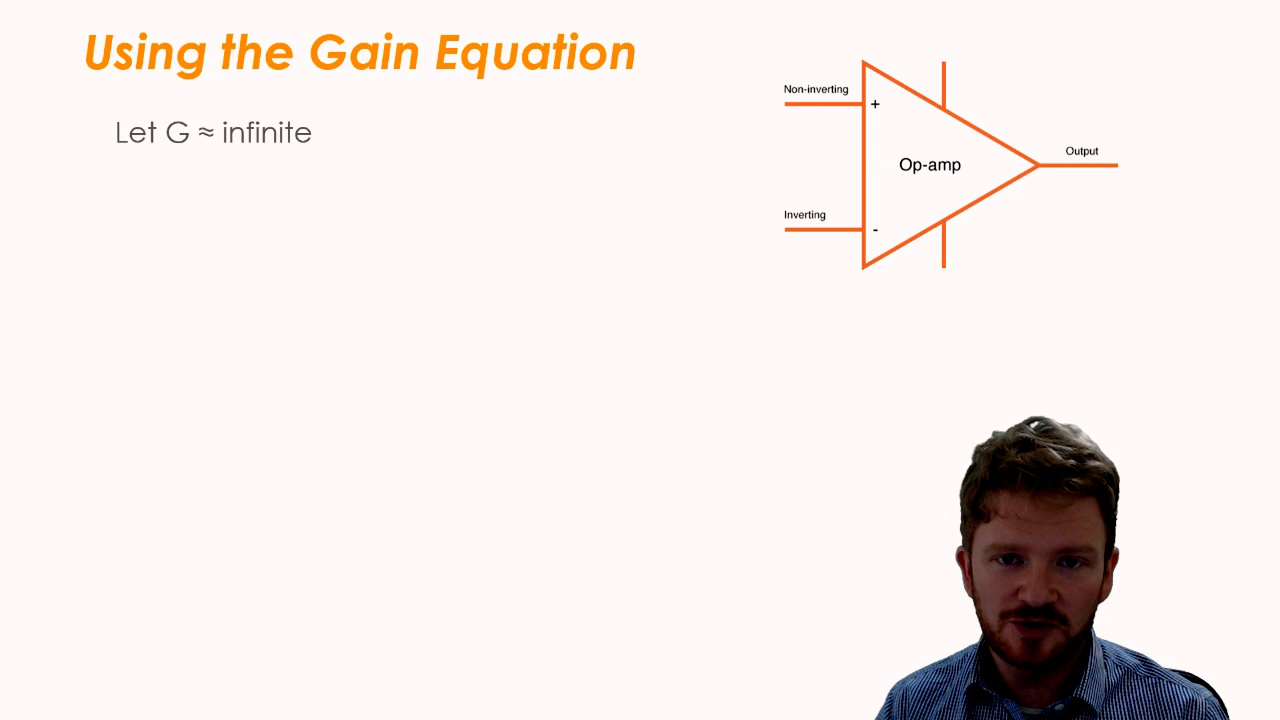 Using the Gain Equation
Let G ≈ infinite
Non-inverting
+
Op-amp
Output
Inverting
-